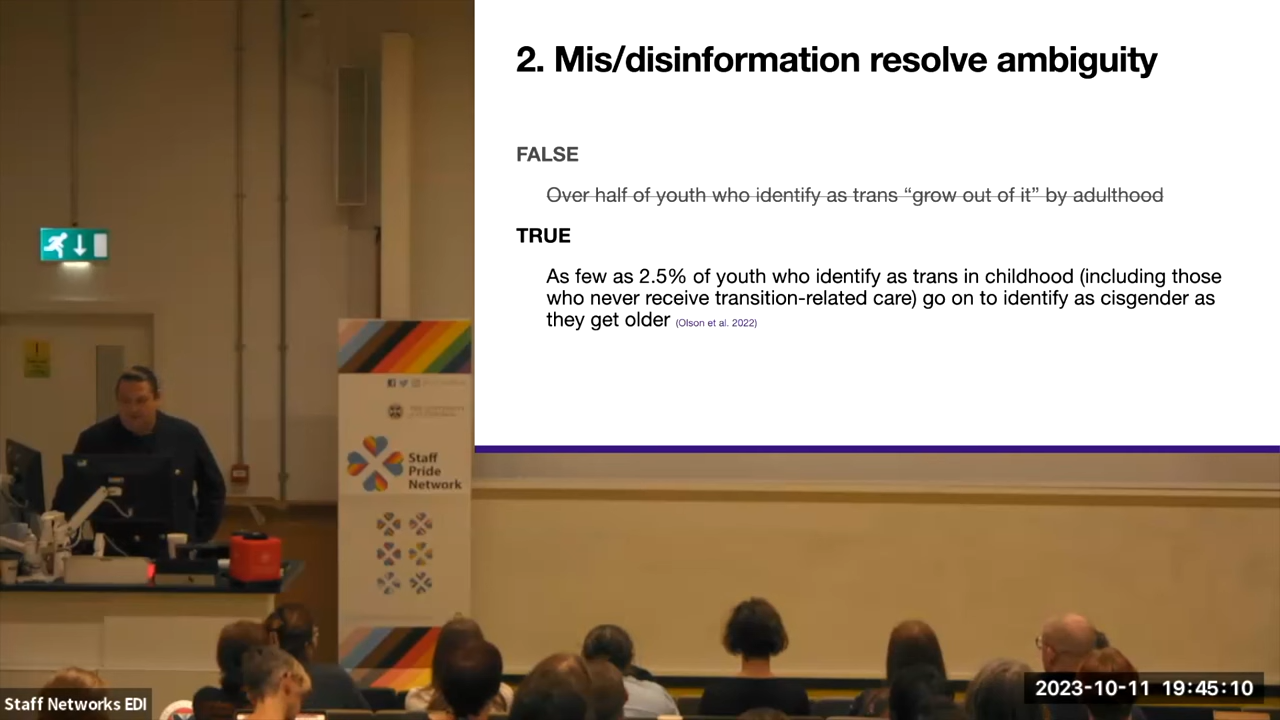 2. Mis/disinformation resolve ambiguity
FALSE
Over half of youth who identify as trans “grow out of it” by adulthood
TRUE
As few as 2.5% of youth who identify as trans in childhood (including those
who never receive transition-related care) go on to identify as cisgender as
they get older (Olson et al. 2022)
Staff
Pride
Network
Staff Networks EDI
2023-10-11 19:45:10